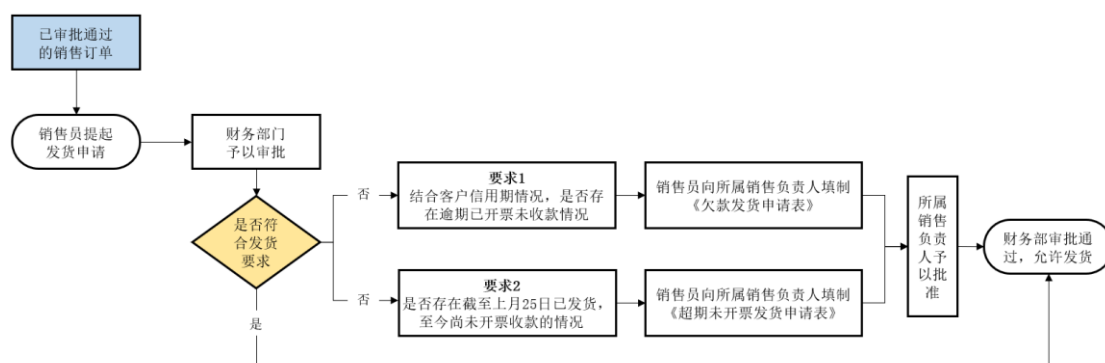 已审批通过
的销售订单
销售员提起
发货申请
财务部门
予以审批
是否符
合发货
要求
否
要求1
结合客户信用期情况，是否存
在逾期已开票未收款情况
销售员向所属销售负责人填制
《欠款发货申请表》
否
要求2
是否存在截至上月25日已发货，
至今尚未开票收款的情况
销售员向所属销售负责人填制
《超期未开票发货申请表》
所属
销售
负责
人予
以批
准
财务部审批通
过，允许发货
是